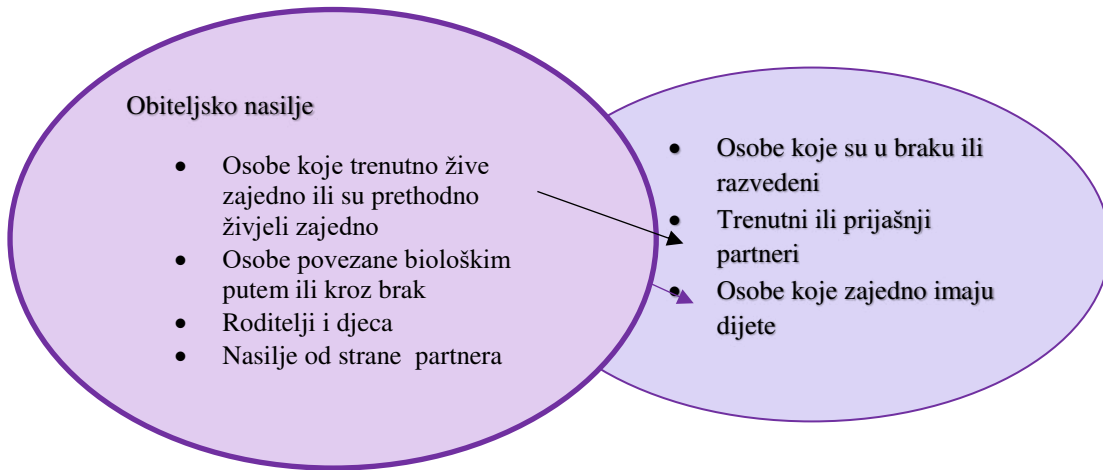 Obiteljsko nasilje
• Osobe koje trenutno žive
zajedno ili su prethodno
živjeli zajedno
• Osobe povezane biološkim
putem ili kroz brak
• Roditelji i djeca
• Nasilje od strane partnera
• Osobe koje su u braku ili
razvedeni
• Trenutni ili prijašnji
partneri
• Osobe koje zajedno imaju
dijete